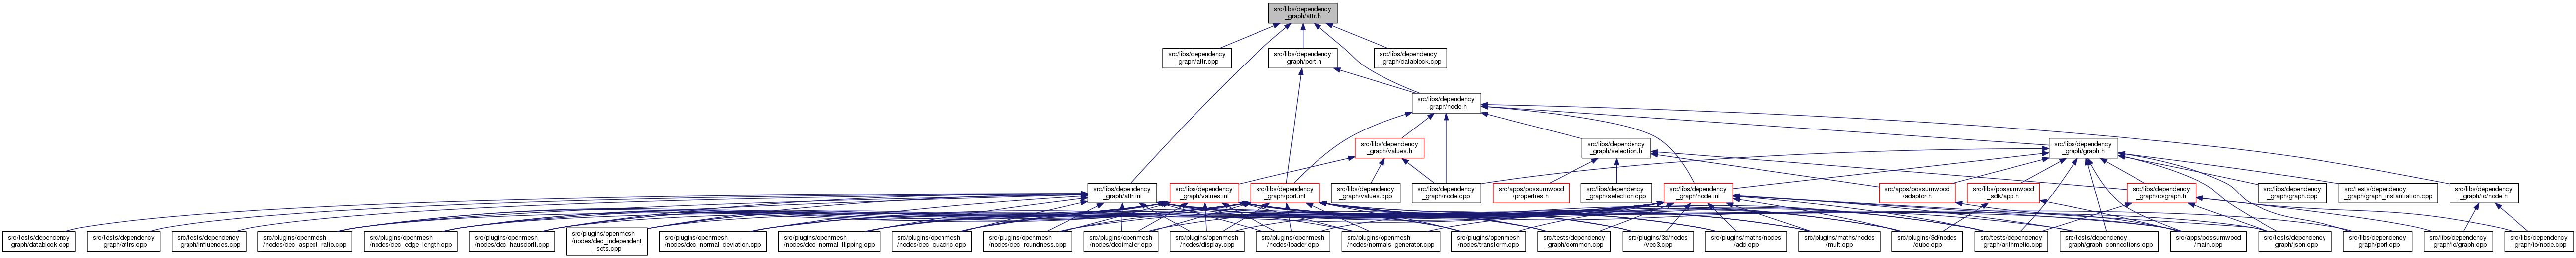 src/libs/dependency
_graph/attr.h
src/libs/dependency
_graph/attr.cpp
src/libs/dependency
_graph/port.h
src/libs/dependency
_graph/datablock.cpp
src/libs/dependency
_graph/node.h
src/libs/dependency
_graph/values.h
src/libs/dependency
_graph/selection.h
src/libs/dependency
_graph/graph.h
src/libs/dependency
_graph/attr.inl
src/libs/dependency
_graph/values.inl
src/libs/dependency
_graph/port.inl
src/libs/dependency
_graph/values.cpp
src/libs/dependency
_graph/node.cpp
src/apps/possumwood
/properties.h
src/libs/dependency
_graph/selection.cpp
src/libs/dependency
_graph/node.inl
src/apps/possumwood
/adaptor.h
src/libs/possumwood
_sdk/app.h
src/libs/dependency
_graph/io/graph.h
src/libs/dependency
_graph/graph.cpp
src/tests/dependency
_graph/graph_instantiation.cpp
src/libs/dependency
_graph/io/node.h
src/tests/dependency
_graph/datablock.cpp
src/tests/dependency
_graph/attrs.cpp
src/tests/dependency
_graph/influences.cpp
src/plugins/openmesh
/nodes/dec_aspect_ratio.cpp
src/plugins/openmesh
/nodes/dec_edge_length.cpp
src/plugins/openmesh
/nodes/dec_hausdorff.cpp
src/plugins/openmesh
/nodes/dec_independent
_sets.cpp
src/plugins/openmesh
/nodes/dec_normal_deviation.cpp
src/plugins/openmesh
/nodes/dec_normal_flipping.cpp
src/plugins/openmesh
/nodes/dec_quadric.cpp
src/plugins/openmesh
/nodes/dec_roundness.cpp
src/plugins/openmesh
/nodes/decimater.cpp
src/plugins/openmesh
/nodes/display.cpp
src/plugins/openmesh
/nodes/loader.cpp
src/plugins/openmesh
/nodes/normals_generator.cpp
src/plugins/openmesh
/nodes/transform.cpp
src/tests/dependency
_graph/common.cpp
src/plugins/3d/nodes
/vec3.cpp
src/plugins/maths/nodes
/add.cpp
src/plugins/maths/nodes
/mult.cpp
src/plugins/3d/nodes
/cube.cpp
src/tests/dependency
_graph/arithmetic.cpp
src/tests/dependency
_graph/graph_connections.cpp
src/apps/possumwood
/main.cpp
src/tests/dependency
_graph/json.cpp
src/libs/dependency
_graph/port.cpp
src/libs/dependency
_graph/io/graph.cpp
src/libs/dependency
_graph/io/node.cpp